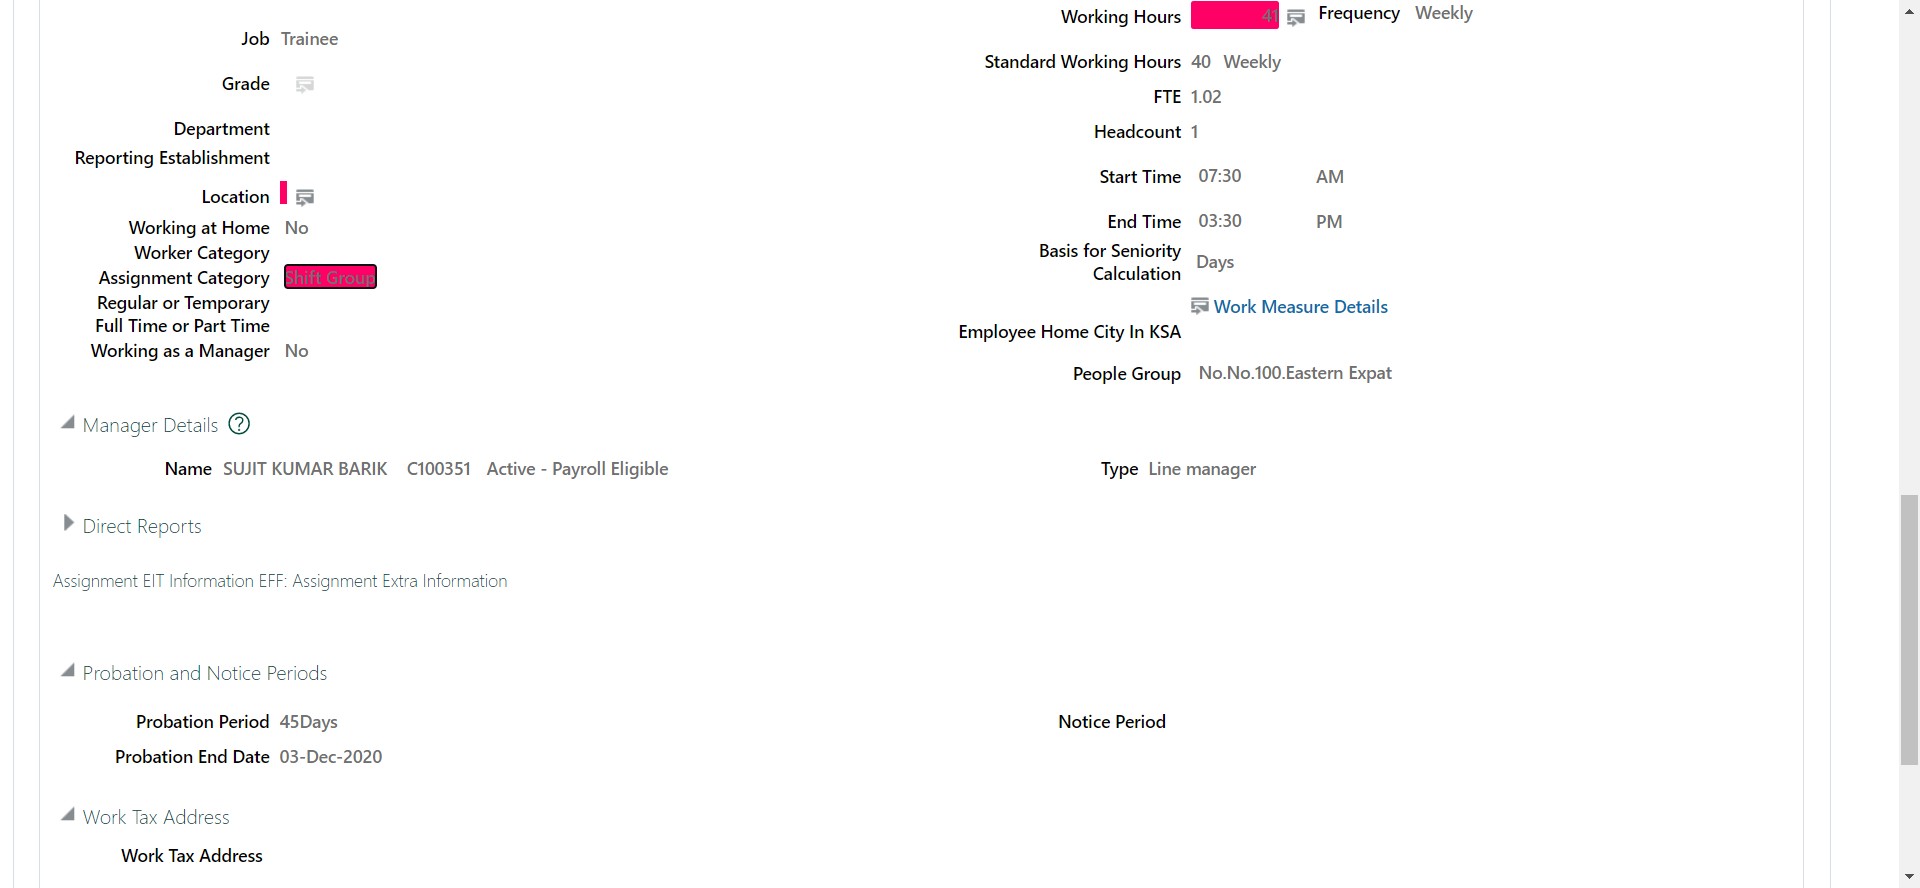 Working Hours 41 Frequency Weekly
Job Trainee
Standard Working Hours 40 Weekly
Grade
FTE 1.02
Department
Headcount 1
Reporting Establishment
Start Time 07:30 AM
Location
End Time 03:30 PM
Working at Home No
Basis for Seniority
Calculation Days
Worker Category
Assignment Category Shift Group
Regular or Temporary
Work Measure Details
Full Time or Part Time
Employee Home City In KSA
Working as a Manager No
People Group No.No.100.Eastern Expat
Manager Details ?
Name SUJIT KUMAR BARIK C100351 Active - Payroll Eligible
Type Line manager
Direct Reports
Assignment EIT Information EFF: Assignment Extra Information
Probation and Notice Periods
Probation Period 45Days
Notice Period
Probation End Date 03-Dec-2020
Work Tax Address
Work Tax Address